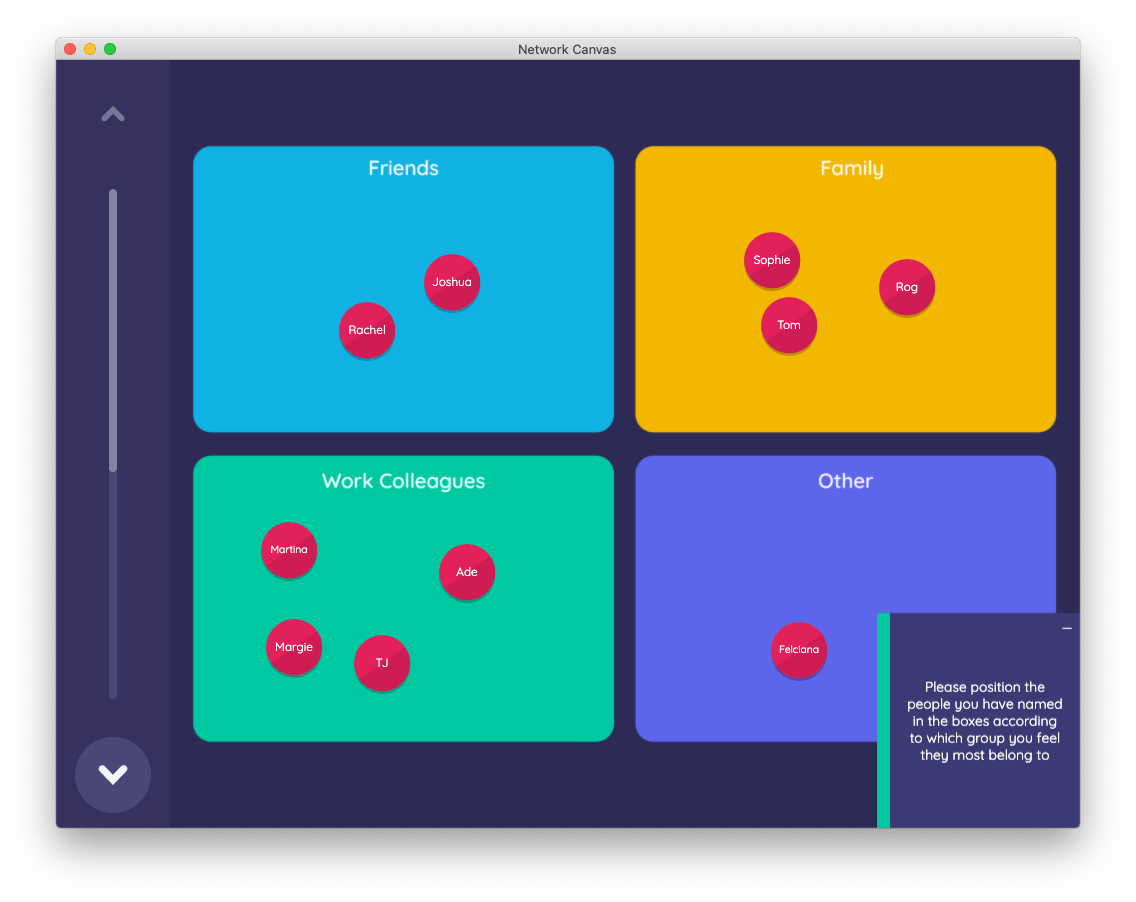 Network Canvas
Friends
Joshua
Rachel
Family
Sophie
Rog
Tom
Work Colleagues
Martina
Ade
Margie
TJ
Other
Felciana
Please position the
people you have named
in the boxes according
to which group you feel
they most belong to